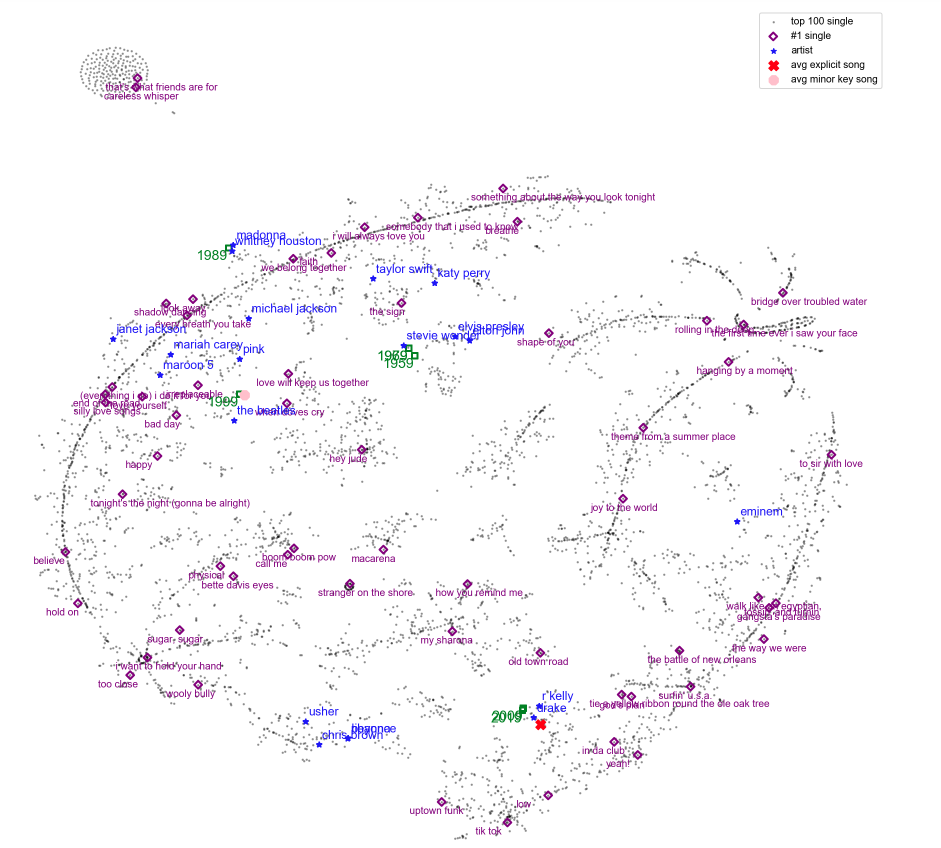 top 100 single
#1 single
artist
avg explicit song
avg minor key song
that's what friends are for
careless whisper
something about the way you look tonight
somebody that i used to know
breathe
i will always love you
madonna
whitney houston
1989
faith
we belong together
taylor swift
katy perry
bridge over troubled water
the sign
shadow dancing
michael jackson
every breath you take
janet jackson
elvis presley
elton john
stevie wonder
rolling in the deep
the first time ever i saw your face
shape of you
mariah carey
pink
1979
1959
maroon 5
hanging by a moment
love will keep us together
(everything i do) i do it for you
irreplaceable
1999
end of the road
love yourself
silly love songs
the beatles
when doves cry
bad day
theme from a summer place
happy
hey jude
to sir with love
tonight's the night (gonna be alright)
joy to the world
eminem
believe
boom boom pow
call me
macarena
physical
bette davis eyes
stranger on the shore
how you remind me
hold on
walk like an egyptian
tossin' and turnin'
gangsta's paradise
sugar sugar
my sharona
the way we were
i want to hold your hand
old town road
the battle of new orleans
too close
wooly bully
surfin' u.s.a.
r kelly
drake
tie a yellow ribbon round the ole oak tree
god's plan
usher
2019
beyonce
chris brown
in da club
yeah!
low
uptown funk
tik tok